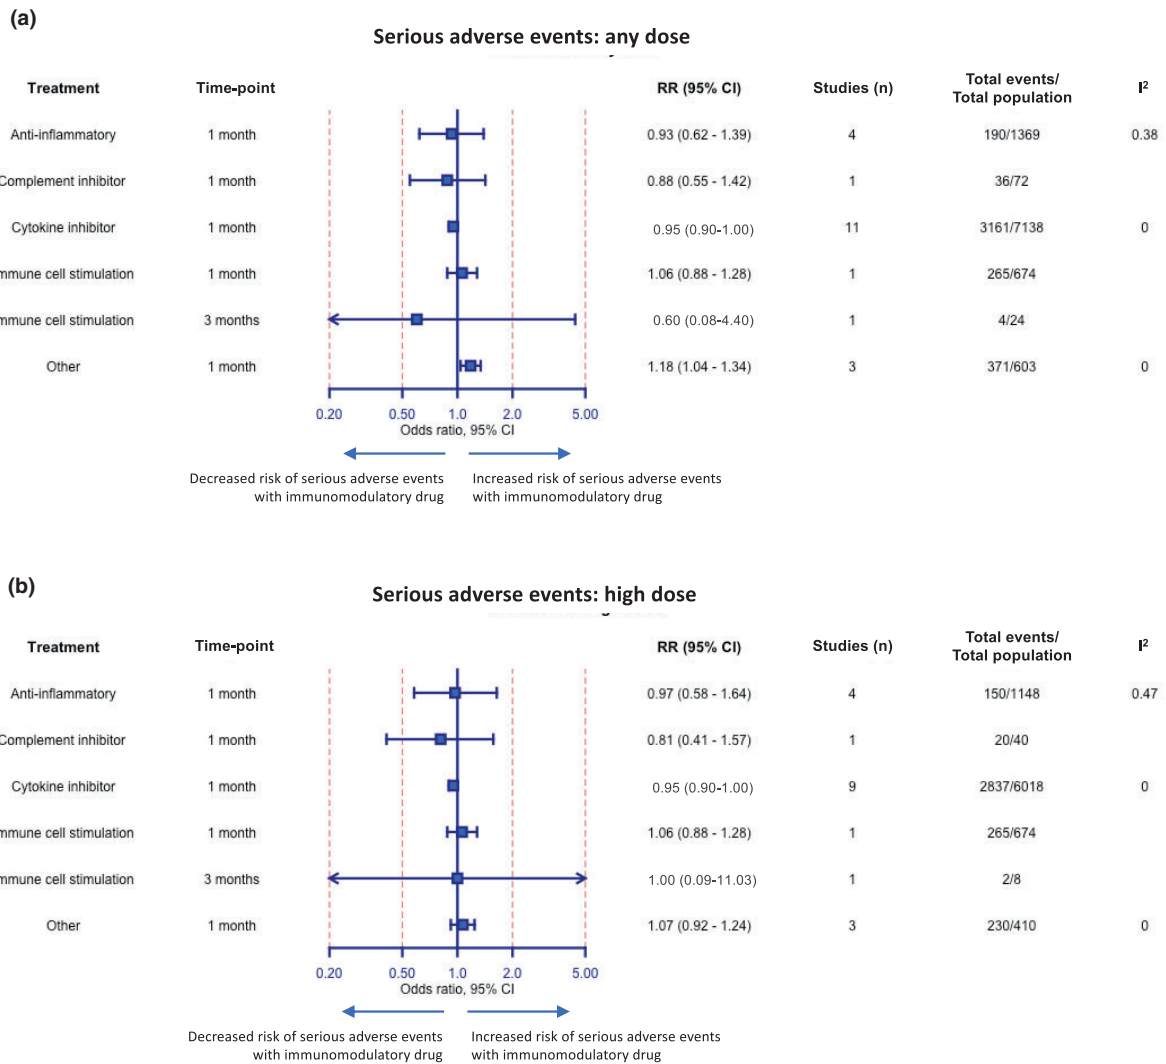 (a)
Serious adverse events: any dose
Treatment Time-point RR (95% CI) Studies (n) Total events/ Total population I²
Anti-inflammatory 1 month 0.93 (0.62 - 1.39) 4 190/1369 0.38
Complement inhibitor 1 month 0.88 (0.55 - 1.42) 1 36/72
Cytokine inhibitor 1 month 0.95 (0.90-1.00) 11 3161/7138 0
mmune cell stimulation 1 month 1.06 (0.88 - 1.28) 1 265/674
mmune cell stimulation 3 months 0.60 (0.08-4.40) 1 4/24
Other 1 month 1.18 (1.04 - 1.34) 3 371/603 0
0.20 0.50 1.0 2.0 5.00
Odds ratio, 95% CI
Decreased risk of serious adverse events Increased risk of serious adverse events
with immunomodulatory drug with immunomodulatory drug
(b)
Serious adverse events: high dose
Treatment Time-point RR (95% CI) Studies (n) Total events/ Total population I²
Anti-inflammatory 1 month 0.97 (0.58 - 1.64) 4 150/1148 0.47
Complement inhibitor 1 month 0.81 (0.41 - 1.57) 1 20/40
Cytokine inhibitor 1 month 0.95 (0.90-1.00) 9 2837/6018 0
mmune cell stimulation 1 month 1.06 (0.88 - 1.28) 1 265/674
mmune cell stimulation 3 months 1.00 (0.09-11.03) 1 2/8
Other 1 month 1.07 (0.92 - 1.24) 3 230/410 0
0.20 0.50 1.0 2.0 5.00
Odds ratio, 95% CI
Decreased risk of serious adverse events Increased risk of serious adverse events
with immunomodulatory drug with immunomodulatory drug